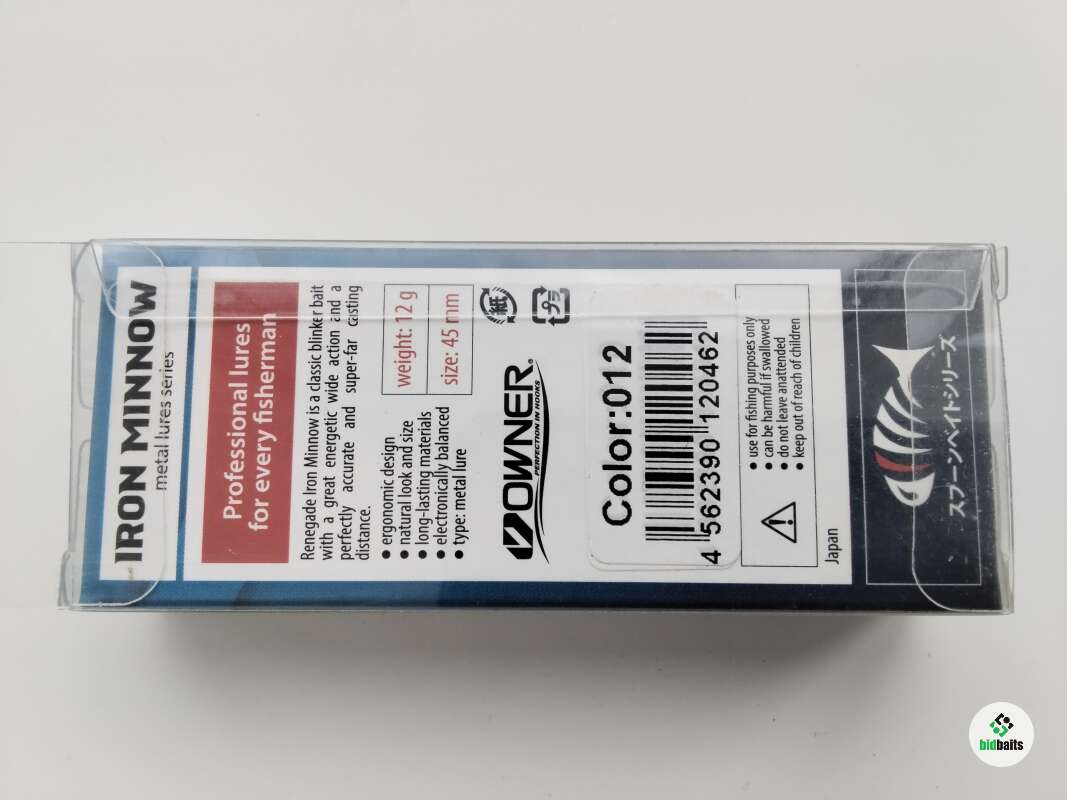 IRON MINNOW
metal lures series
Professional lures
for every fisherman
Renegade Iron Minnow is a classic blinker bait
with a great energetic wide action and a
perfectly accurate and super-far casting
distance.
• ergonomic design
• natural look and size
• long-lasting materials
• electronically balanced
• type: metal lure
weight: 12 g
size: 45 mm
紙
プラ
OWNER
PERFECTION IN HOOKS
Color:012
4 562390 120462
• use for fishing purposes only
• can be harmful if swallowed
• do not leave anattended
• keep out of reach of children
Japan
スプーンベイトシリーズ
bidbaits